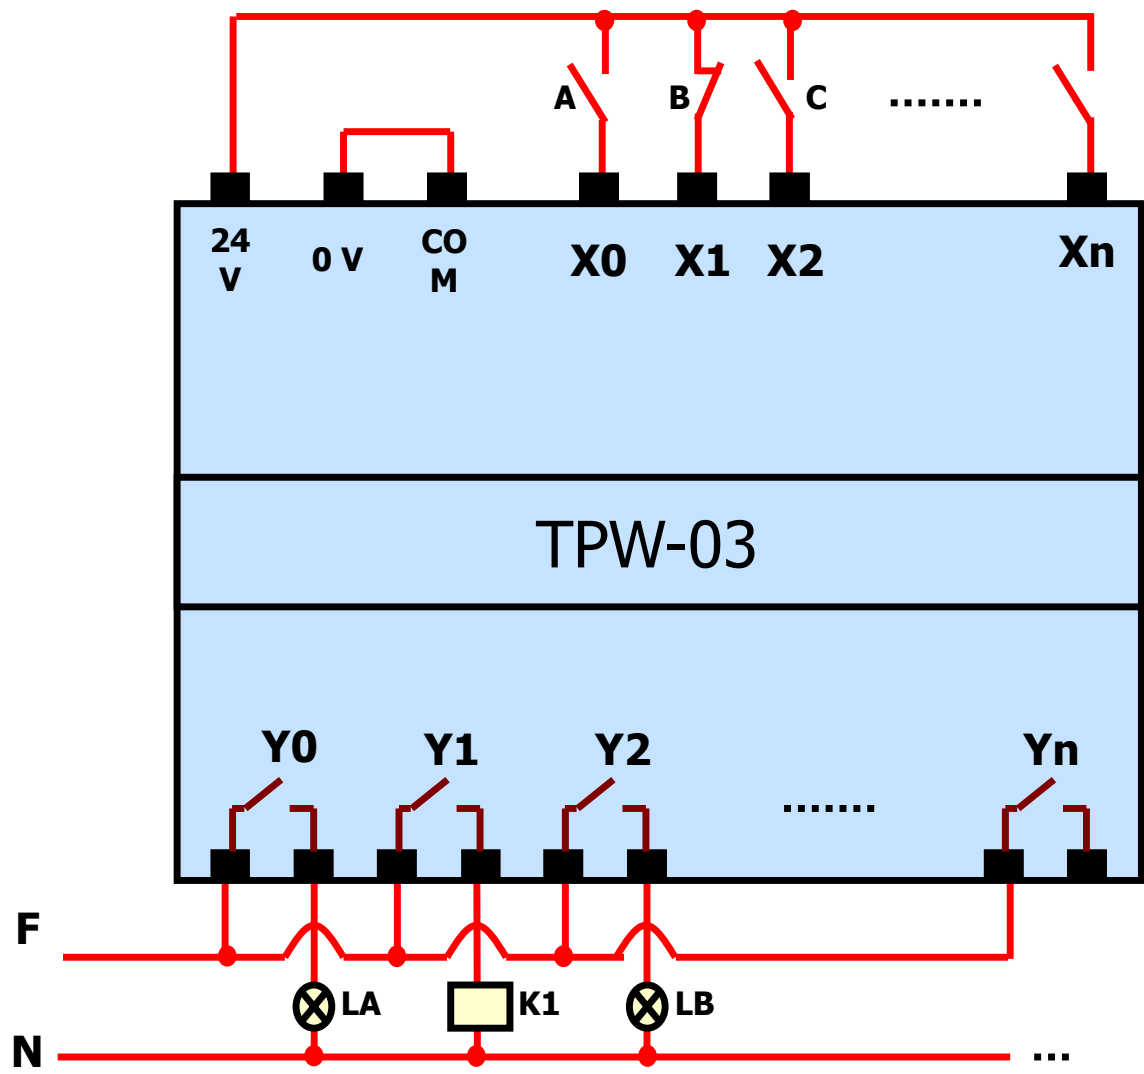 A B C .......
24 V 0 V CO M X0 X1 X2 Xn
TPW-03
Y0 Y1 Y2 Yn
.......
F
LA K1 LB
N ...